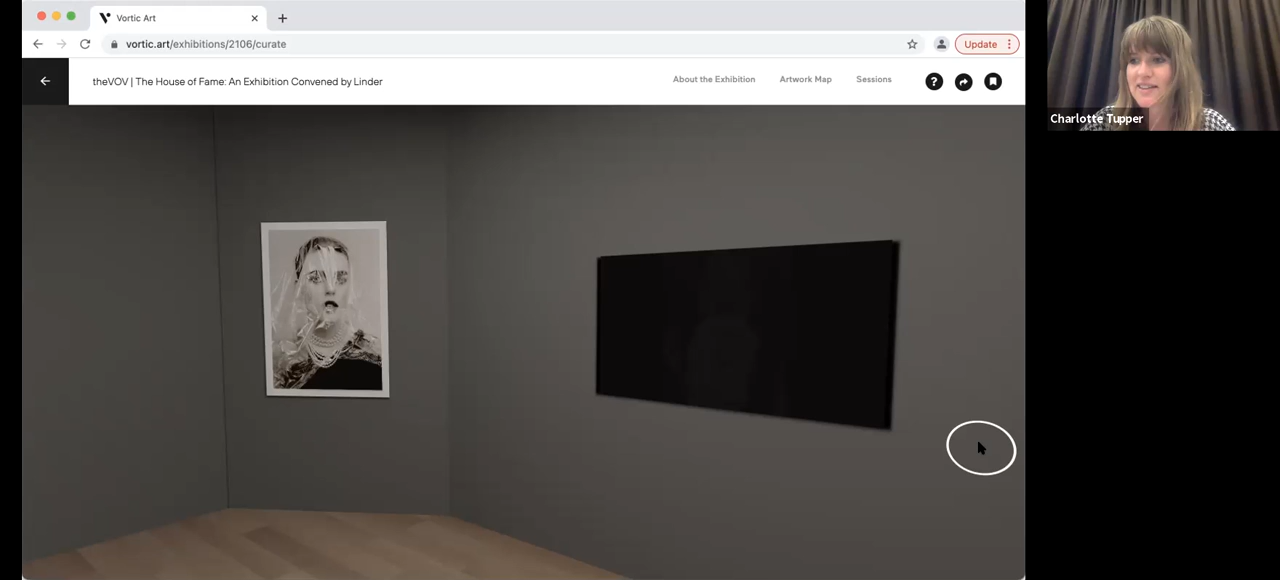 Vortic Art
vortic.art/exhibitions/2106/curate
Update
theVOV | The House of Fame: An Exhibition Convened by Linder
About the Exhibition
Artwork Map
Sessions
?
Charlotte Tupper